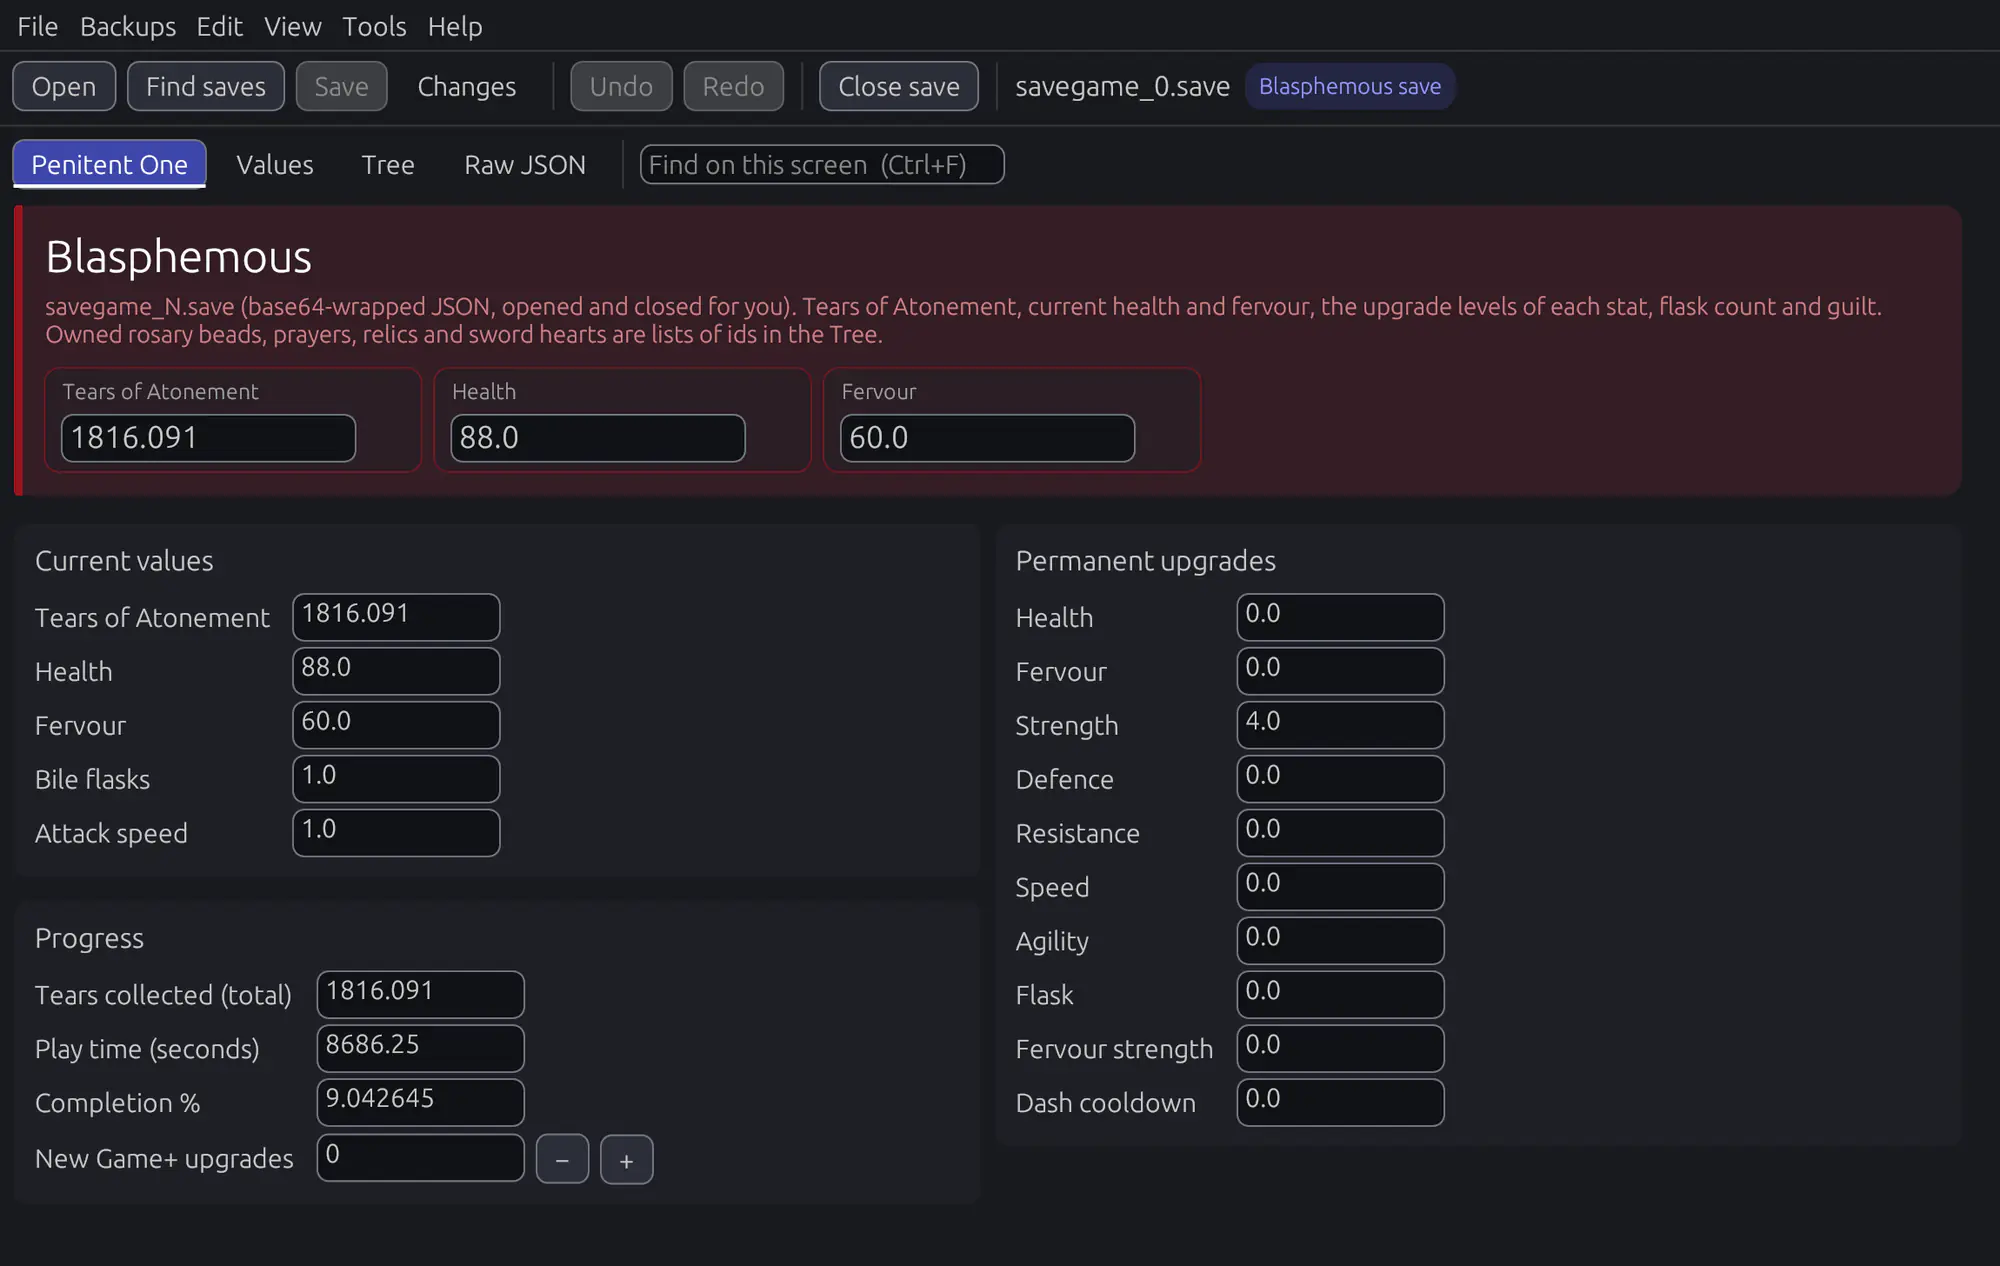 File Backups Edit View Tools Help
Open Find saves Save Changes Undo Redo Close save savegame_0.save Blasphemous save
Penitent One Values Tree Raw JSON Find on this screen (Ctrl+F)
Blasphemous
savegame_N.save (base64-wrapped JSON, opened and closed for you). Tears of Atonement, current health and fervour, the upgrade levels of each stat, flask count and guilt.
Owned rosary beads, prayers, relics and sword hearts are lists of ids in the Tree.
Tears of Atonement Health Fervour
1816.091 88.0 60.0
Current values
Tears of Atonement 1816.091
Health 88.0
Fervour 60.0
Bile flasks 1.0
Attack speed 1.0
Progress
Tears collected (total) 1816.091
Play time (seconds) 8686.25
Completion % 9.042645
New Game+ upgrades 0 − +
Permanent upgrades
Health 0.0
Fervour 0.0
Strength 4.0
Defence 0.0
Resistance 0.0
Speed 0.0
Agility 0.0
Flask 0.0
Fervour strength 0.0
Dash cooldown 0.0